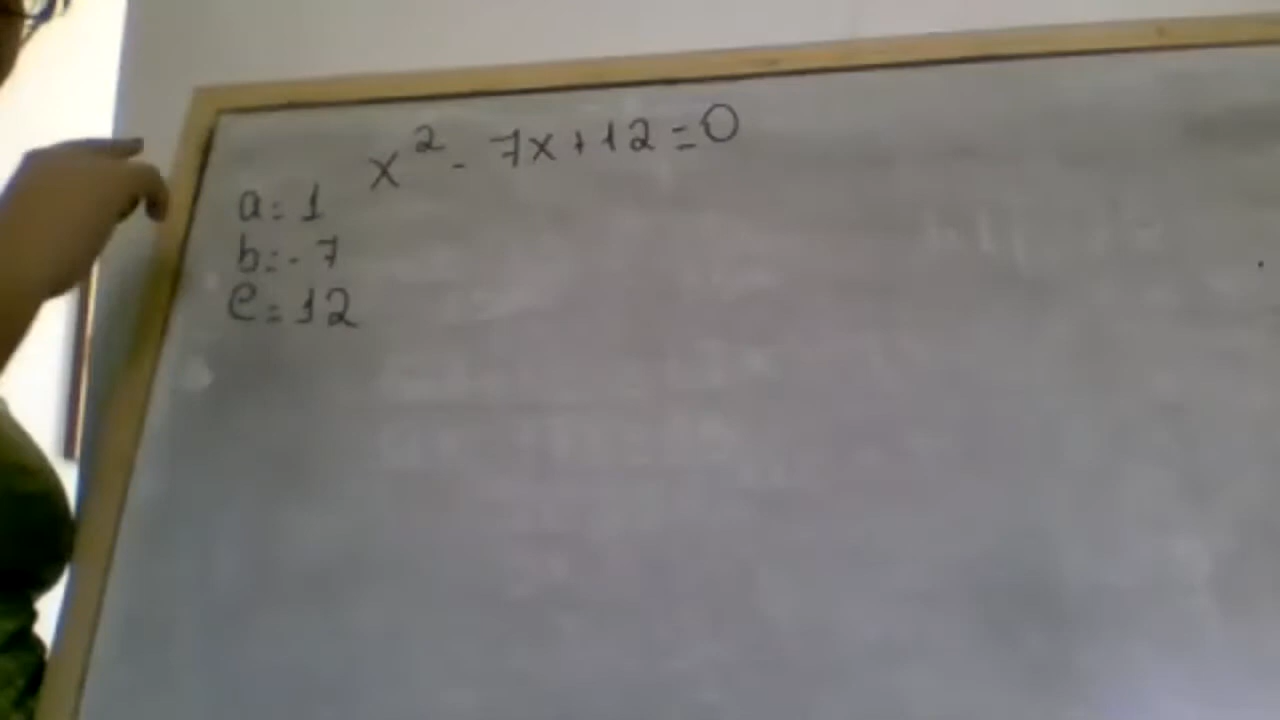 x² - 7x + 12 = 0
a = 1
b = - 7
c = 12